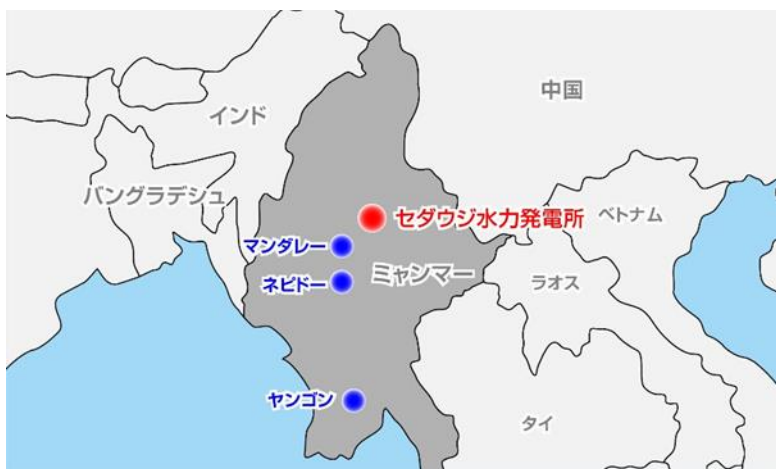 中国
インド
バングラデシュ
セダウジ水力発電所
ベトナム
マンダレー
ミャンマー
ネピドー
ラオス
ヤンゴン
タイ